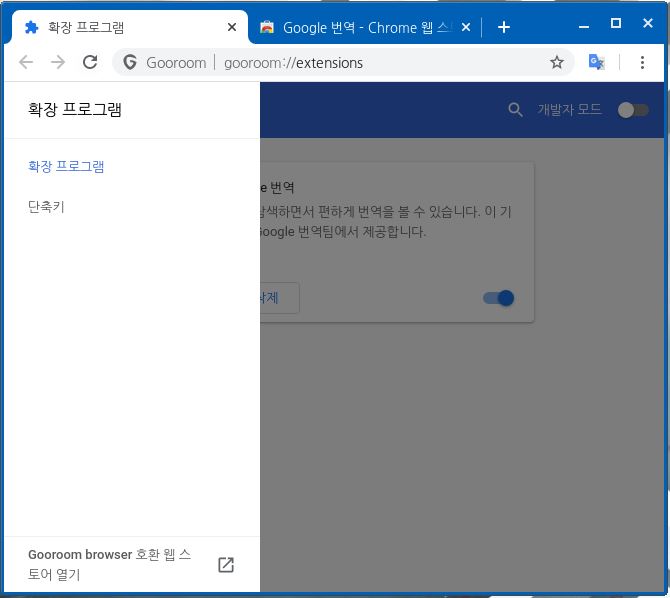 확장 프로그램
Google 번역 - Chrome 웹 스
Gooroom
gooroom://extensions
확장 프로그램
개발자 모드
확장 프로그램
단축키
번역
색하면서 편하게 번역을 볼 수 있습니다. 이 기
Google 번역팀에서 제공합니다.
삭제
Gooroom browser 호환 웹 스
토어 열기